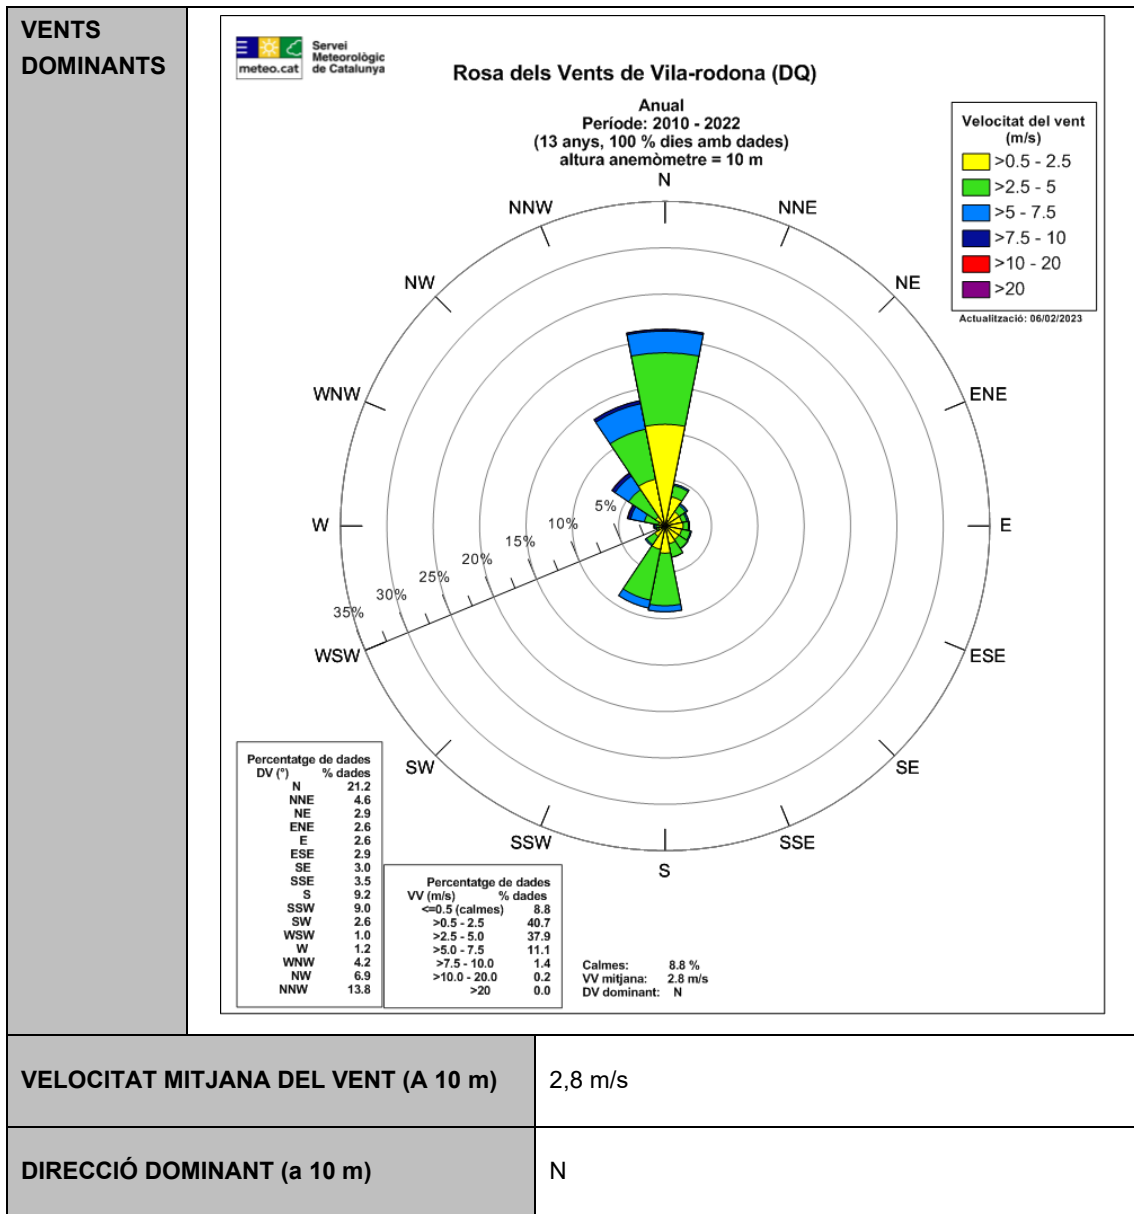 VENTS
DOMINANTS
meteo.cat
Servei
Meteorològic
de Catalunya
Rosa dels Vents de Vila-rodona (DQ)
Anual
Període: 2010 - 2022
(13 anys, 100 % dies amb dades)
altura anemòmetre = 10 m
Velocitat del vent
(m/s)
>0.5 - 2.5
>2.5 - 5
>5 - 7.5
>7.5 - 10
>10 - 20
>20
Actualització: 06/02/2023
N
NNE
NE
ENE
E
ESE
SE
SSE
S
SSW
SW
WSW
W
WNW
NW
NNW
5%
10%
15%
20%
25%
30%
35%
Percentatge de dades
DV (°) % dades
N 21.2
NNE 4.6
NE 2.9
ENE 2.6
E 2.6
ESE 2.9
SE 3.0
SSE 3.5
S 9.2
SSW 9.0
SW 2.6
WSW 1.0
W 1.2
WNW 4.2
NW 6.9
NNW 13.8
Percentatge de dades
VV (m/s) % dades
<=0.5 (calmes) 8.8
>0.5 - 2.5 40.7
>2.5 - 5.0 37.9
>5.0 - 7.5 11.1
>7.5 - 10.0 1.4
>10.0 - 20.0 0.2
>20 0.0
Calmes: 8.8 %
VV mitjana: 2.8 m/s
DV dominant: N
VELOCITAT MITJANA DEL VENT (A 10 m) 2,8 m/s
DIRECCIÓ DOMINANT (a 10 m) N